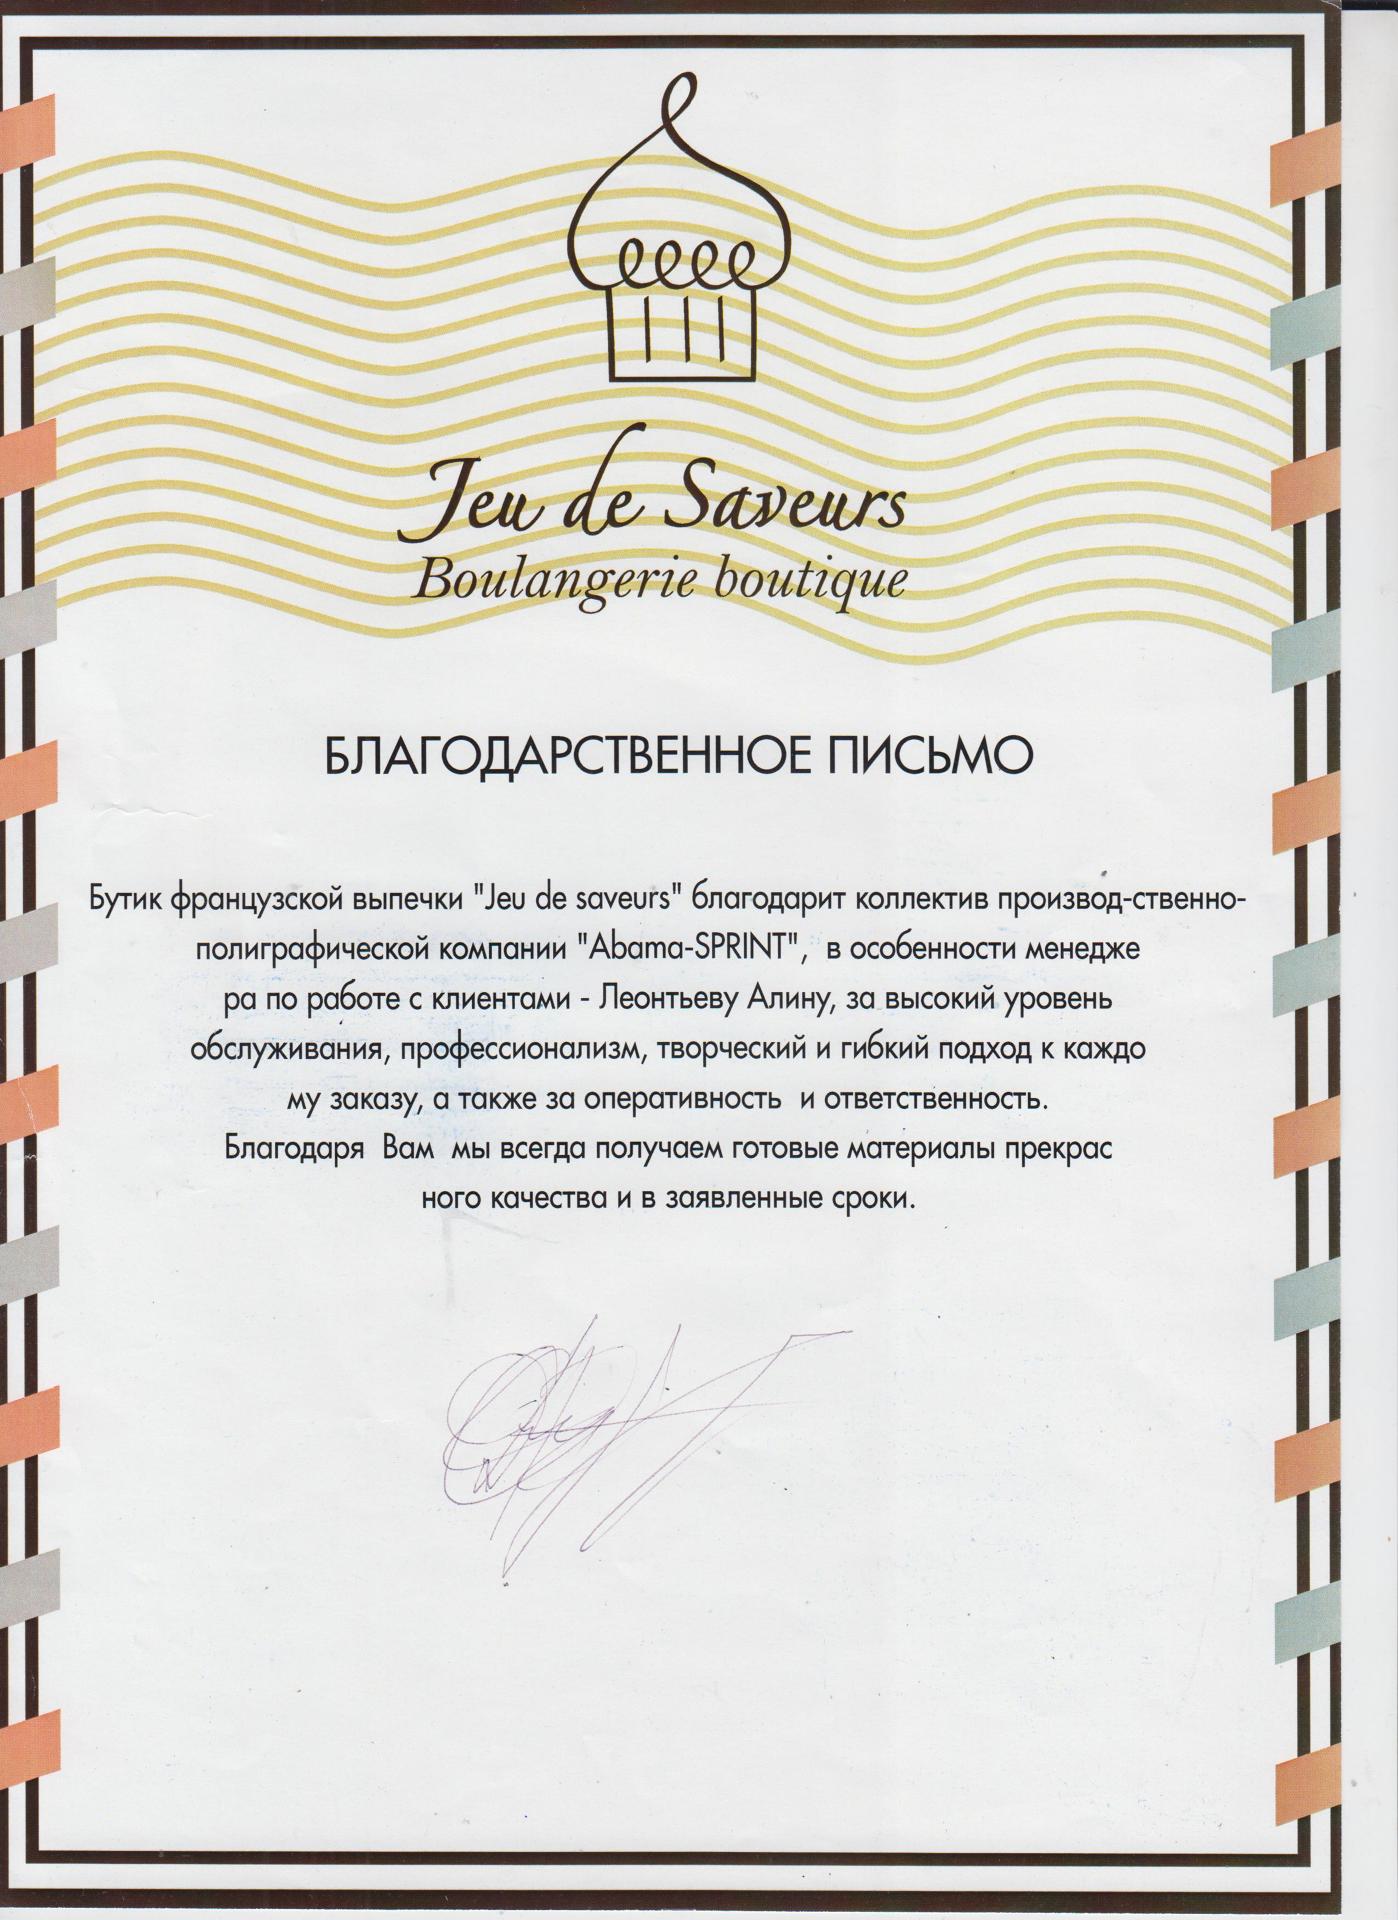 Jeu de Saveurs
Boulangerie boutique
БЛАГОДАРСТВЕННОЕ ПИСЬМО
Бутик французской выпечки "Jeu de saveurs" благодарит коллектив производ-ственно-
полиграфической компании "Abama-SPRINT",  в особенности менедже
ра по работе с клиентами - Леонтьеву Алину, за высокий уровень
обслуживания, профессионализм, творческий и гибкий подход к каждо
му заказу, а также за оперативность  и ответственность.
Благодаря  Вам  мы всегда получаем готовые материалы прекрас
ного качества и в заявленные сроки.